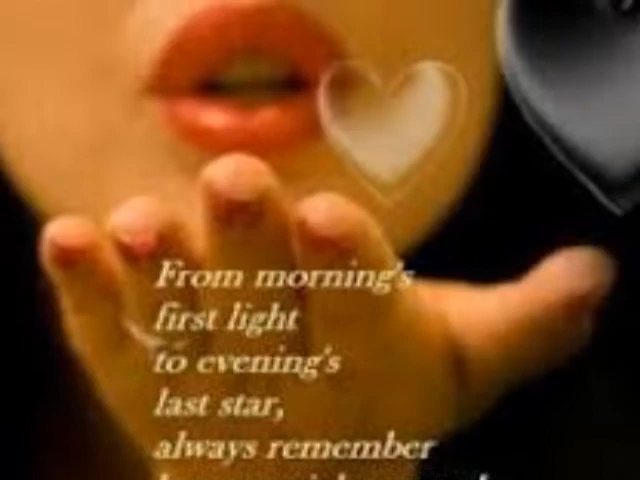 From morning's
first light
to evening's
last star,
always remember